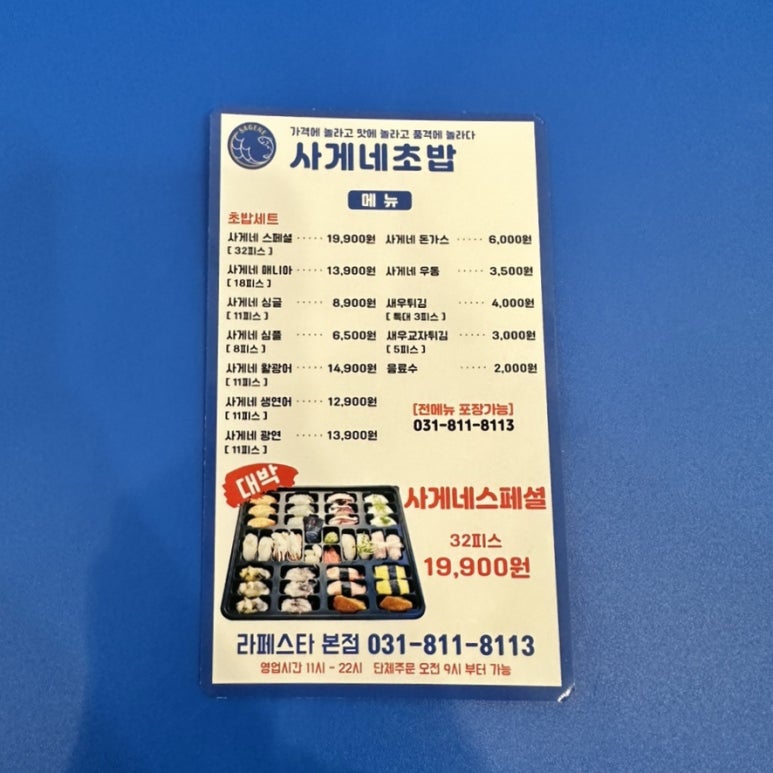 SAGENE
가격에 놀라고 맛에 놀라고 품격에 놀라다
사게네초밥
메뉴
초밥세트
사게네 스페셜 ····· 19,900원
[ 32피스 ]
사게네 매니아 ····· 13,900원
[ 18피스 ]
사게네 싱글 ····· 8,900원
[ 11피스 ]
사게네 심플 ····· 6,500원
[ 8피스 ]
사게네 활광어 ····· 14,900원
[ 11피스 ]
사게네 생연어 ····· 12,900원
[ 11피스 ]
사게네 광연 ····· 13,900원
[ 11피스 ]
사게네 돈가스 ····· 6,000원
사게네 우동 ····· 3,500원
새우튀김 ····· 4,000원
[ 특대 3피스 ]
새우교자튀김 ····· 3,000원
[ 5피스 ]
음료수 ····· 2,000원
[전메뉴 포장가능]
031-811-8113
대박
사게네스페셜
32피스
19,900원
라페스타 본점 031-811-8113
영업시간 11시 - 22시 단체주문 오전 9시 부터 가능